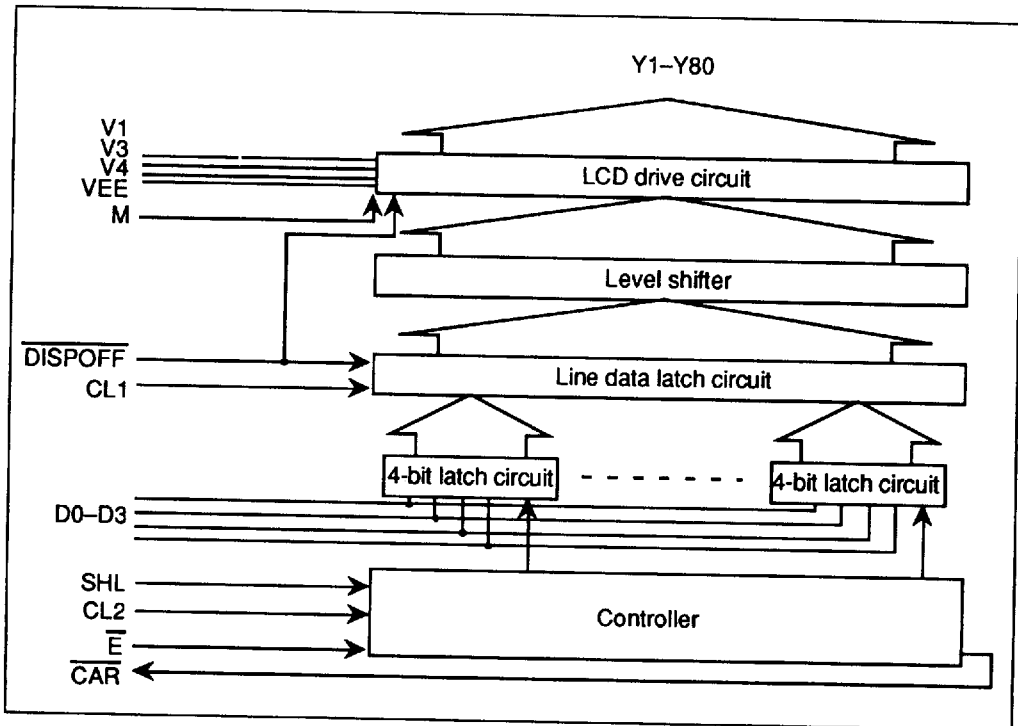 Y1–Y80
V1
V3
V4
VEE
M
LCD drive circuit
Level shifter
DISPOFF
CL1
Line data latch circuit
4-bit latch circuit
4-bit latch circuit
D0–D3
SHL
CL2
E
CAR
Controller